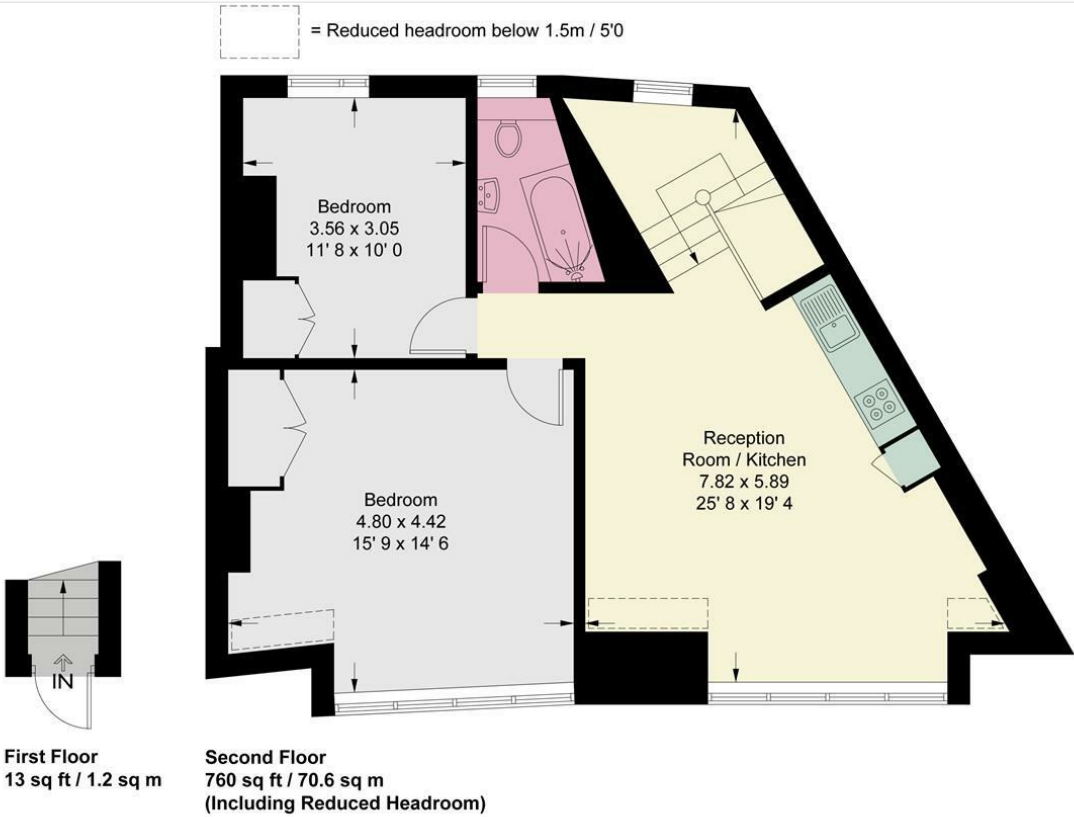 = Reduced headroom below 1.5m / 5'0
Bedroom
3.56 x 3.05
11' 8 x 10' 0
Reception
Room / Kitchen
7.82 x 5.89
25' 8 x 19' 4
Bedroom
4.80 x 4.42
15' 9 x 14' 6
IN
First Floor
13 sq ft / 1.2 sq m
Second Floor
760 sq ft / 70.6 sq m
(Including Reduced Headroom)